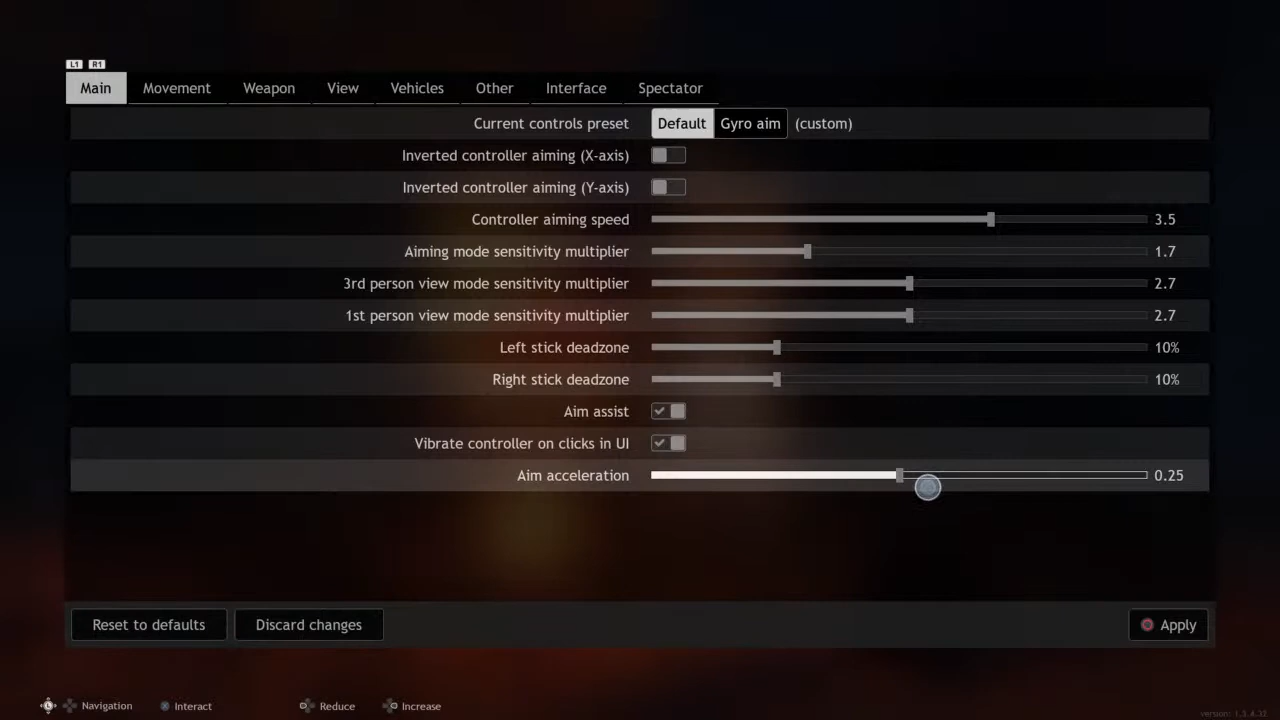 L1 R1
Main Movement Weapon View Vehicles Other Interface Spectator
Current controls preset Default Gyro aim (custom)
Inverted controller aiming (X-axis)
Inverted controller aiming (Y-axis)
Controller aiming speed 3.5
Aiming mode sensitivity multiplier 1.7
3rd person view mode sensitivity multiplier 2.7
1st person view mode sensitivity multiplier 2.7
Left stick deadzone 10%
Right stick deadzone 10%
Aim assist
Vibrate controller on clicks in UI
Aim acceleration 0.25
Reset to defaults Discard changes Apply
Navigation Interact Reduce Increase